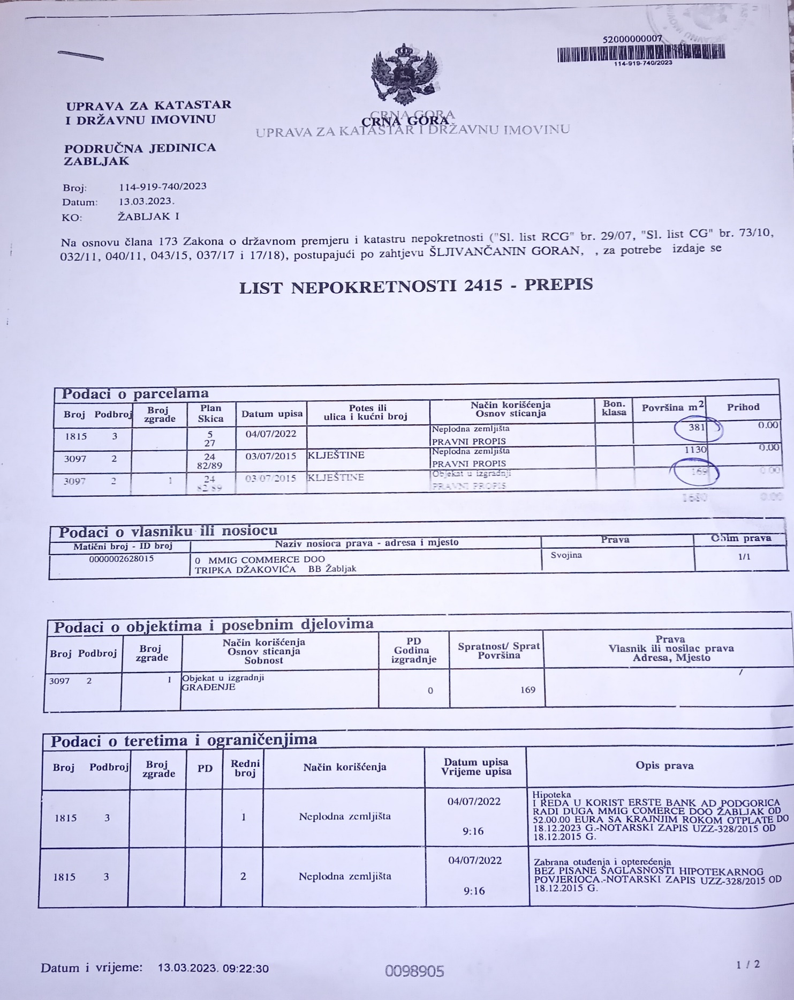 52000000007
114-919-740/2023
UPRAVA ZA KATASTAR
I DRŽAVNU IMOVINU
CRNA GORA
CRNA GORA
UPRAVA ZA KATASTAR I DRŽAVNU IMOVINU
PODRUČNA JEDINICA
ZABLJAK
Broj: 114-919-740/2023
Datum: 13.03.2023.
KO: ŽABLJAK I
Na osnovu člana 173 Zakona o državnom premjeru i katastru nepokretnosti ("Sl. list RCG" br. 29/07, "Sl. list CG" br. 73/10,
032/11, 040/11, 043/15, 037/17 i 17/18), postupajući po zahtjevu ŠLJIVANČANIN GORAN, , za potrebe izdaje se
LIST NEPOKRETNOSTI 2415 - PREPIS
Podaci o parcelama
Broj Podbroj Broj zgrade Plan Skica Datum upisa Potes ili ulica i kućni broj Način korišćenja Osnov sticanja Bon. klasa Površina m2 Prihod
1815 3 5 27 04/07/2022 Neplodna zemljišta PRAVNI PROPIS 381 0.00
3097 2 24 82/89 03/07/2015 KLJEŠTINE Neplodna zemljišta PRAVNI PROPIS 1130 0.00
3097 2 1 24 82/89 03/07/2015 KLJEŠTINE Objekat u izgradnji PRAVNI PROPIS 169 0.00
1680 0.00
Podaci o vlasniku ili nosiocu
Matični broj - ID broj Naziv nosioca prava - adresa i mjesto Prava Obim prava
0000002628015 0 MMIG COMMERCE DOO Svojina 1/1
TRIPKA DŽAKOVIĆA BB Žabljak
Podaci o objektima i posebnim djelovima
Broj Podbroj Broj zgrade Način korišćenja Osnov sticanja Sobnost PD Godina izgradnje Spratnost/ Sprat Površina Prava Vlasnik ili nosilac prava Adresa, Mjesto
3097 2 1 Objekat u izgradnji /
GRAĐENJE 0 169
Podaci o teretima i ograničenjima
Broj Podbroj Broj zgrade PD Redni broj Način korišćenja Datum upisa Vrijeme upisa Opis prava
1815 3 1 Neplodna zemljišta 04/07/2022 9:16 Hipoteka
I REDA U KORIST ERSTE BANK AD PODGORICA
RADI DUGA MMIG COMERCE DOO ŽABLJAK OD
52.00.00 EURA SA KRAJNJIM ROKOM OTPLATE DO
18.12.2023 G.-NOTARSKI ZAPIS UZZ-328/2015 OD
18.12.2015 G.
1815 3 2 Neplodna zemljišta 04/07/2022 9:16 Zabrana otuđenja i opterećenja
BEZ PISANE SAGLASNOSTI HIPOTEKARNOG
POVJERIOCA.-NOTARSKI ZAPIS UZZ-328/2015 OD
18.12.2015 G.
Datum i vrijeme: 13.03.2023. 09:22:30
0098905
1 / 2